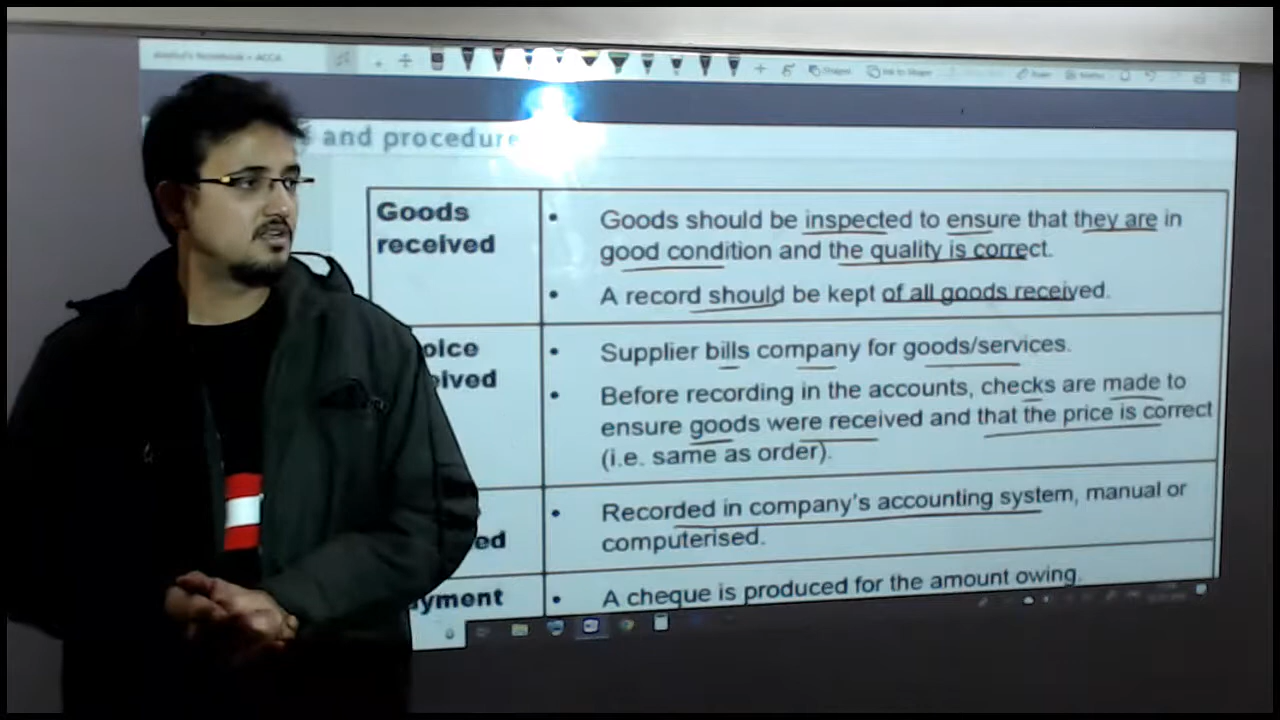 and procedure
Goods
received
• Goods should be inspected to ensure that they are in
good condition and the quality is correct.
• A record should be kept of all goods received.
oice
ived
• Supplier bills company for goods/services.
• Before recording in the accounts, checks are made to
ensure goods were received and that the price is correct
(i.e. same as order).
ed
• Recorded in company's accounting system, manual or
computerised.
yment
• A cheque is produced for the amount owing.